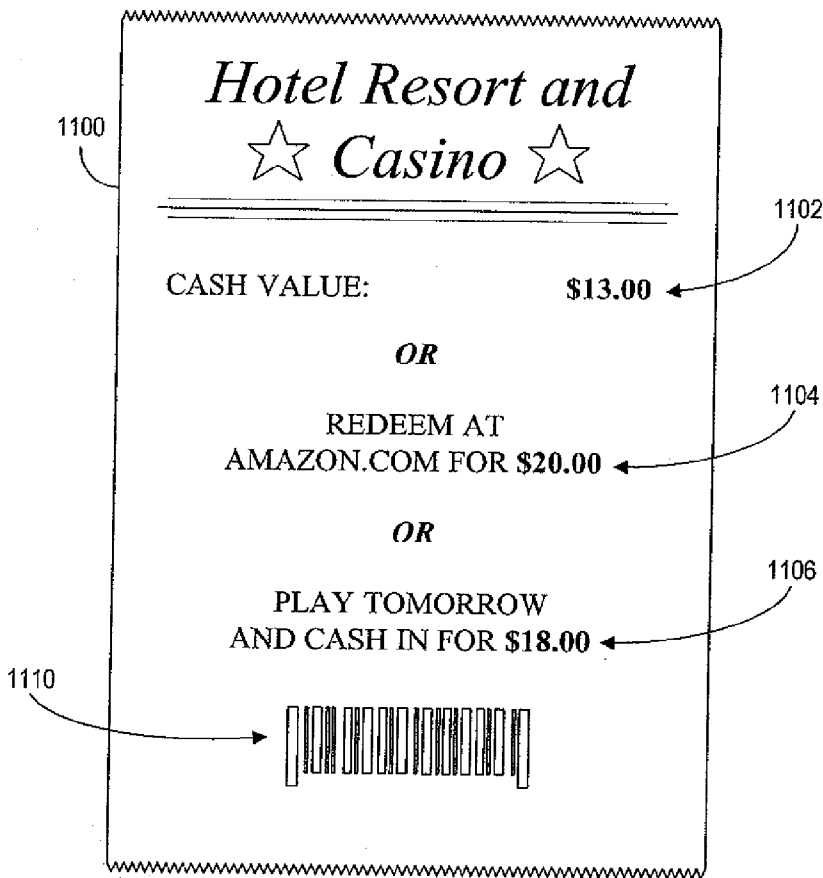 Hotel Resort and
Casino
1100
1102
CASH VALUE: $13.00
OR
1104
REDEEM AT
AMAZON.COM FOR $20.00
OR
1106
PLAY TOMORROW
AND CASH IN FOR $18.00
1110